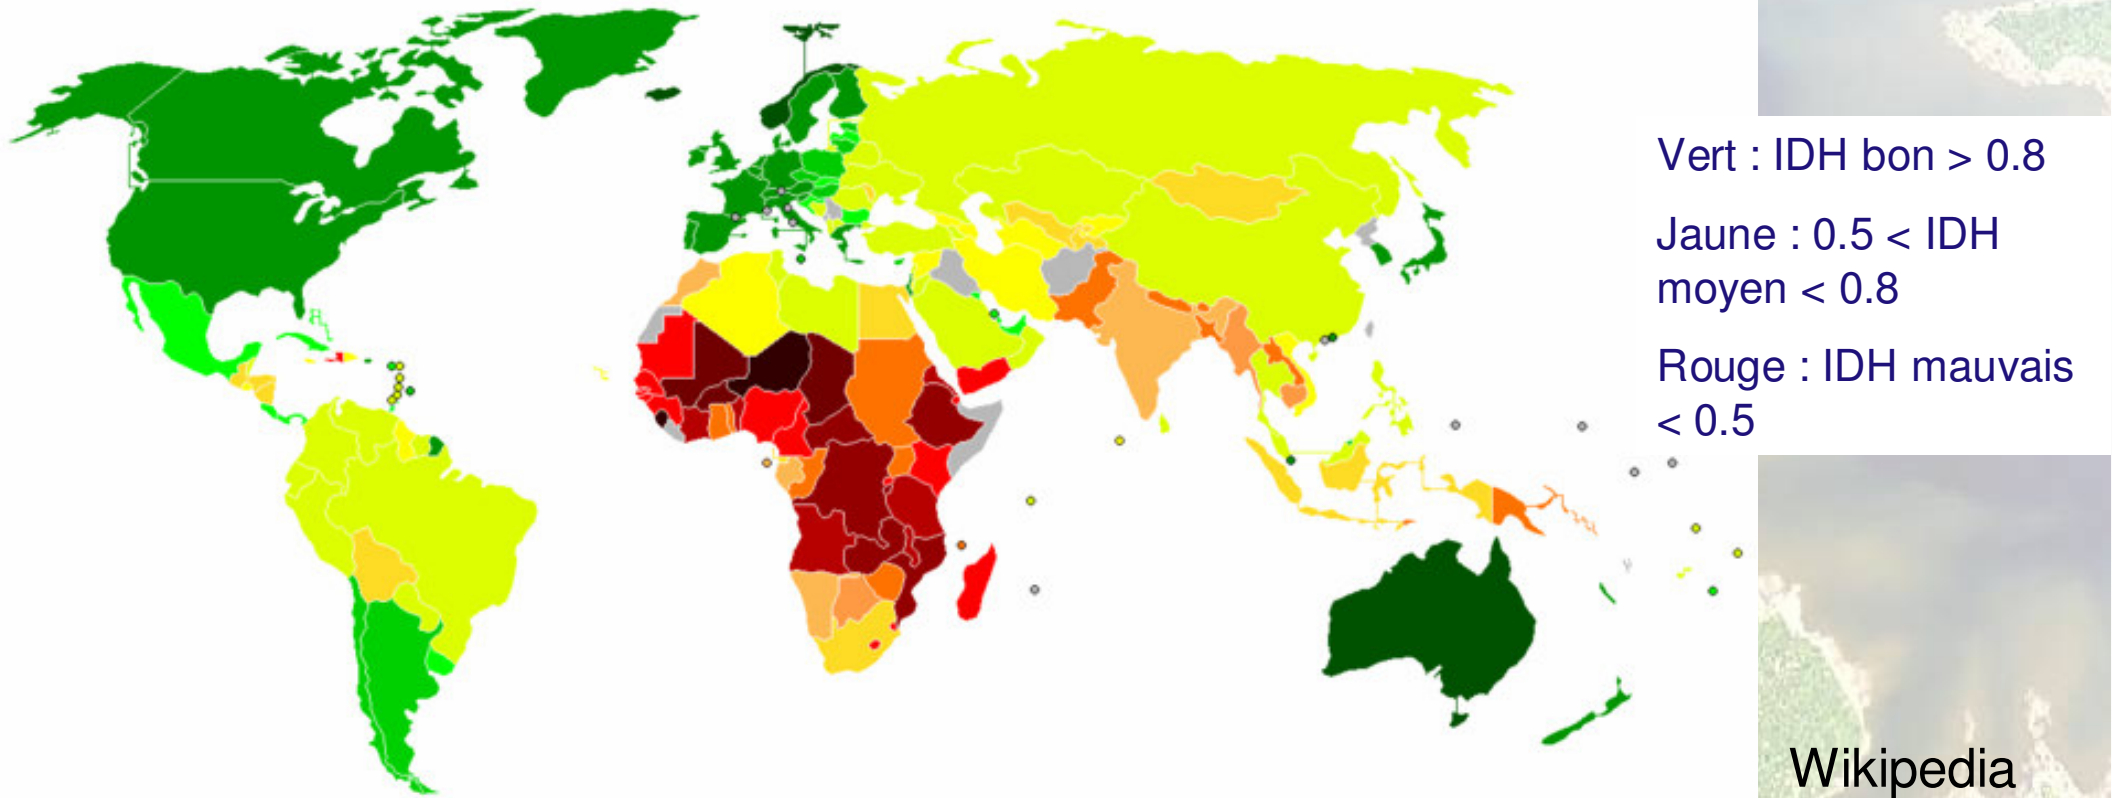 Vert : IDH bon > 0.8
Jaune : 0.5 < IDH
moyen < 0.8
Rouge : IDH mauvais
< 0.5
Wikipedia